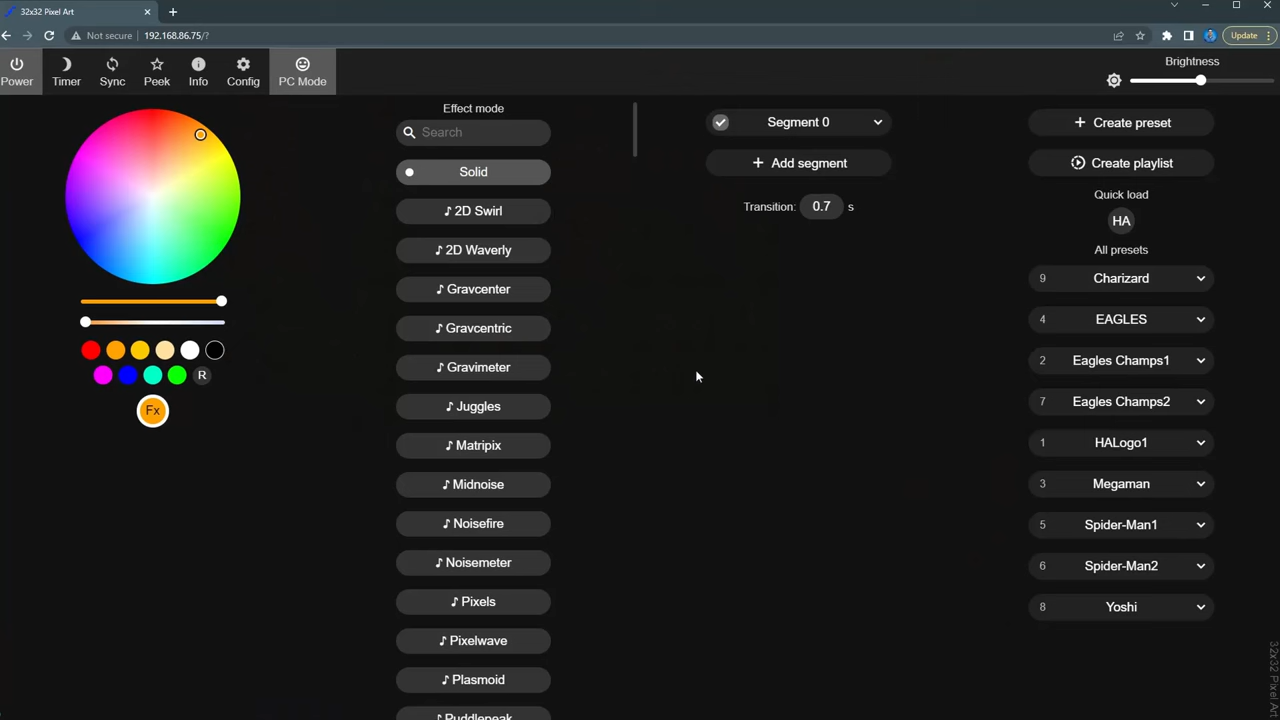 32x32 Pixel Art
Not secure
192.168.86.75/?
Update
Power
Timer
Sync
Peek
Info
Config
PC Mode
Brightness
Fx
R
Effect mode
Search
Solid
♪ 2D Swirl
♪ 2D Waverly
♪ Gravcenter
♪ Gravcentric
♪ Gravimeter
♪ Juggles
♪ Matripix
♪ Midnoise
♪ Noisefire
♪ Noisemeter
♪ Pixels
♪ Pixelwave
♪ Plasmoid
♪ Puddlepeak
Segment 0
+ Add segment
Transition: 0.7 s
+ Create preset
Create playlist
Quick load
HA
All presets
9 Charizard
4 EAGLES
2 Eagles Champs1
7 Eagles Champs2
1 HALogo1
3 Megaman
5 Spider-Man1
6 Spider-Man2
8 Yoshi
32x32 Pixel Art